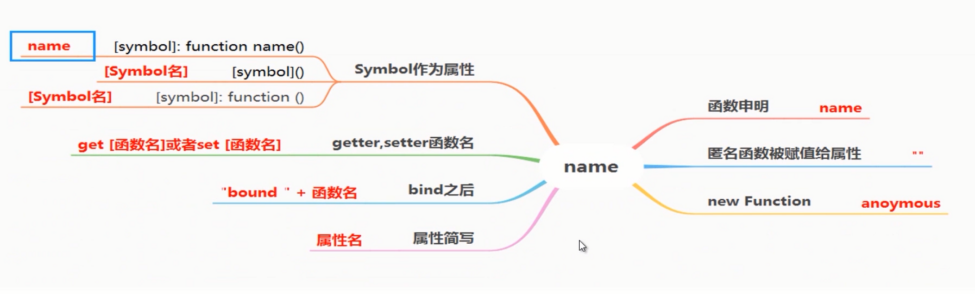 name [symbol]: function name()
[Symbol名] [symbol]()
[Symbol名] [symbol]: function ()
Symbol作为属性
get [函数名]或者set [函数名] getter,setter函数名
"bound " + 函数名 bind之后
属性名 属性简写
name
函数申明 name
匿名函数被赋值给属性 ""
new Function anoymous